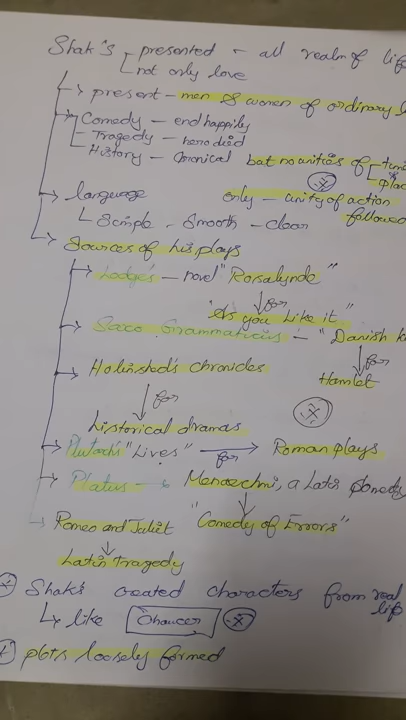 Shak's presented - all realm of life
not only love
present - men & women of ordinary
Comedy - end happily
Tragedy - hero died
History - Chronical but no unities of
language only - unity of action
followed
Simple - Smooth - clear
Sources of his plays
Lodge's - novel "Rosalynde"
for
"As you Like it"
Saxo Grammaticus - "Danish
for
Hamlet
Holinshed's chronicles
for
historical dramas
Plutach's "Lives" for Roman plays
Platus - Menaechmi, a Latin Comedy
"Comedy of Errors"
Romeo and Juliet
Latin Tragedy
Shak's created characters from real
life
like Chaucer
plots loosely formed